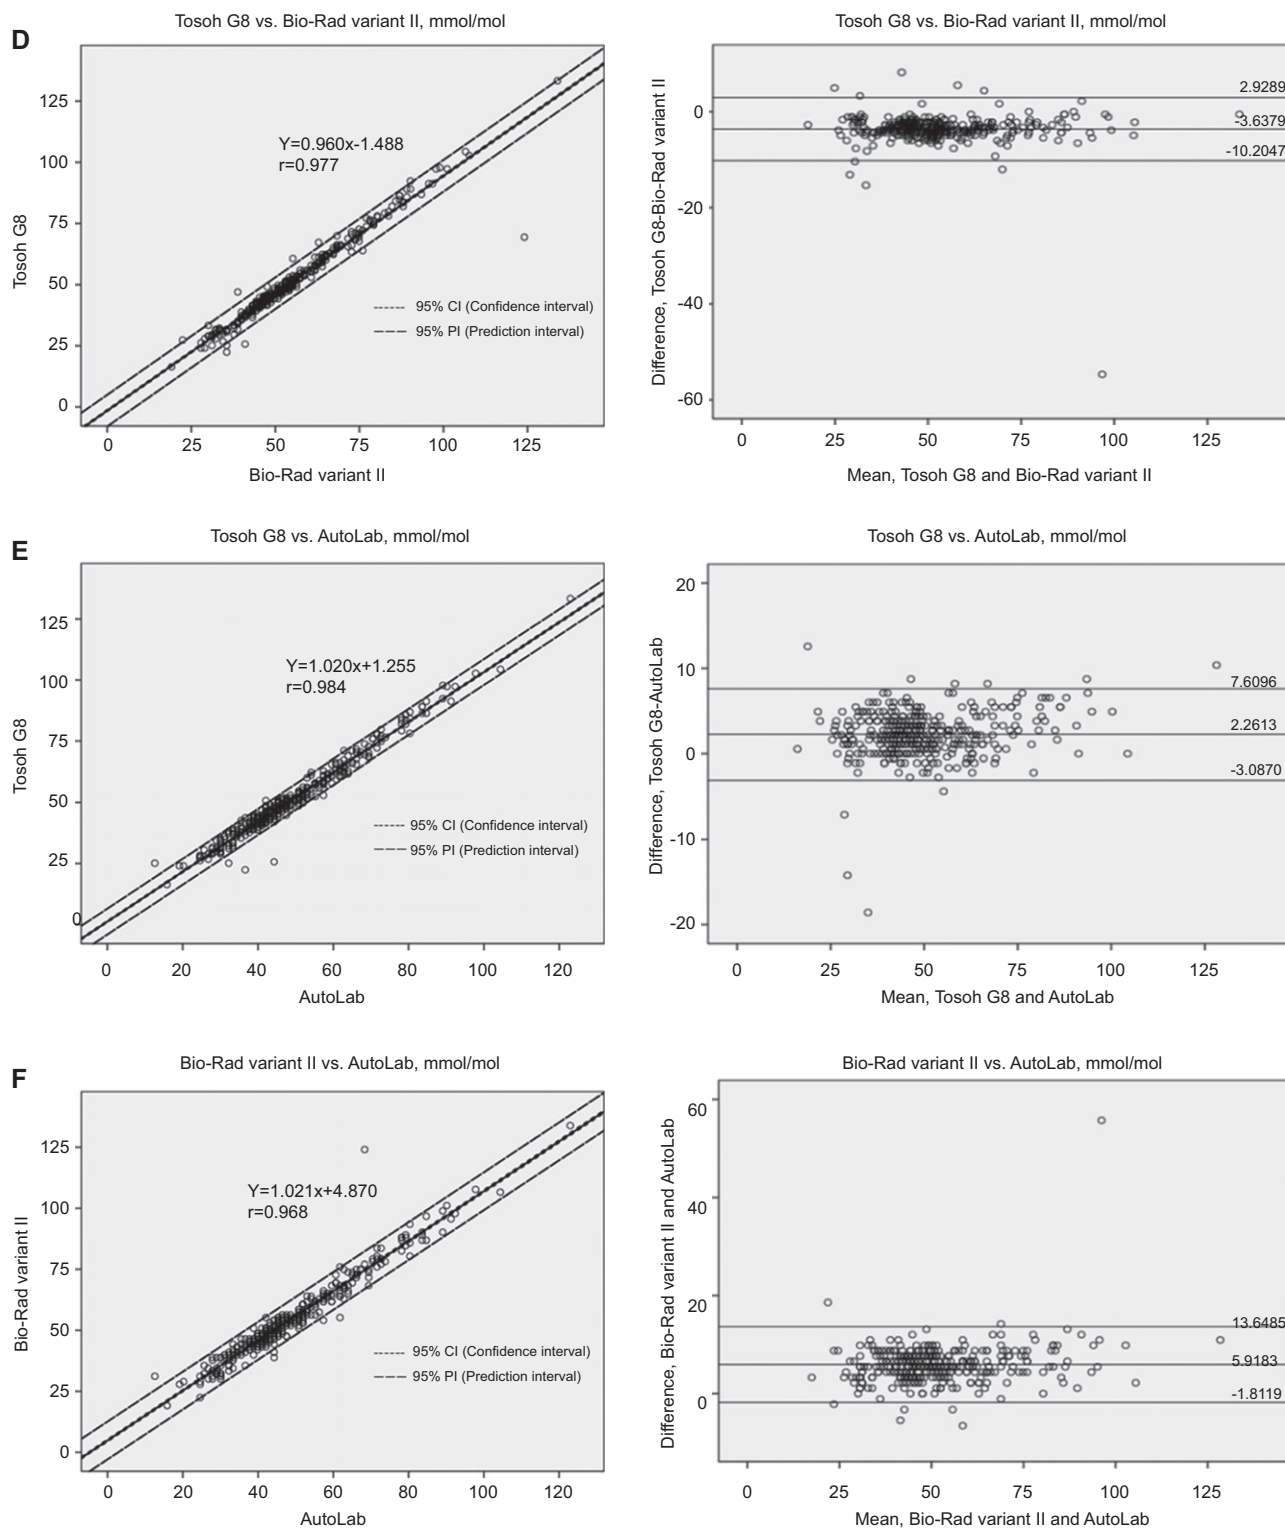 D
Tosoh G8 vs. Bio-Rad variant II, mmol/mol
Tosoh G8
125
100
75
50
25
0
Y=0.960x-1.488
r=0.977
95% CI (Confidence interval)
95% PI (Prediction interval)
0 25 50 75 100 125
Bio-Rad variant II
Tosoh G8 vs. Bio-Rad variant II, mmol/mol
Difference, Tosoh G8-Bio-Rad variant II
0
-20
-40
-60
2.9289
-3.6379
-10.2047
0 25 50 75 100 125
Mean, Tosoh G8 and Bio-Rad variant II
E
Tosoh G8 vs. AutoLab, mmol/mol
Tosoh G8
125
100
75
50
25
0
Y=1.020x+1.255
r=0.984
95% CI (Confidence interval)
95% PI (Prediction interval)
0 20 40 60 80 100 120
AutoLab
Tosoh G8 vs. AutoLab, mmol/mol
Difference, Tosoh G8-AutoLab
20
10
0
-10
-20
7.6096
2.2613
-3.0870
0 25 50 75 100 125
Mean, Tosoh G8 and AutoLab
F
Bio-Rad variant II vs. AutoLab, mmol/mol
Bio-Rad variant II
125
100
75
50
25
0
Y=1.021x+4.870
r=0.968
95% CI (Confidence interval)
95% PI (Prediction interval)
0 20 40 60 80 100 120
AutoLab
Bio-Rad variant II vs. AutoLab, mmol/mol
Difference, Bio-Rad variant II and AutoLab
60
40
20
0
13.6485
5.9183
-1.8119
0 25 50 75 100 125
Mean, Bio-Rad variant II and AutoLab